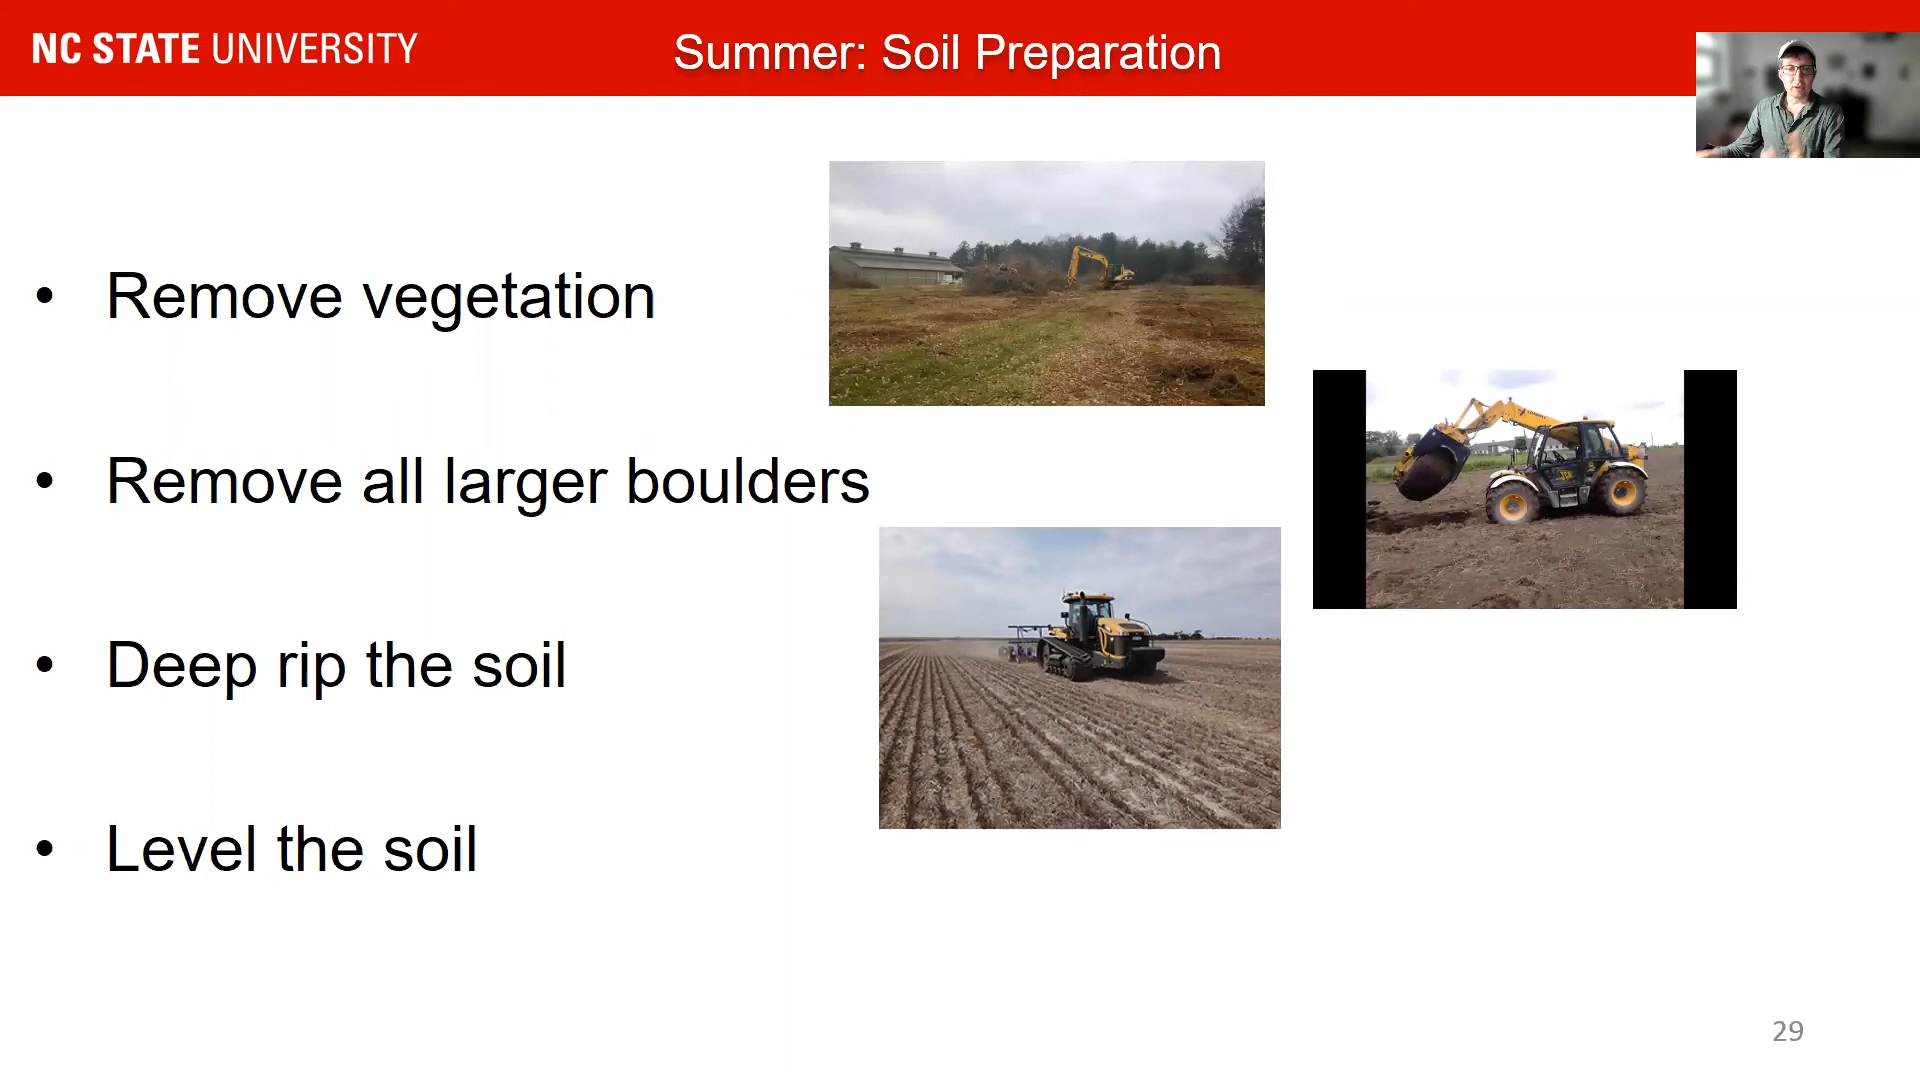 NC STATE UNIVERSITY
Summer: Soil Preparation
• Remove vegetation
• Remove all larger boulders
• Deep rip the soil
• Level the soil
29